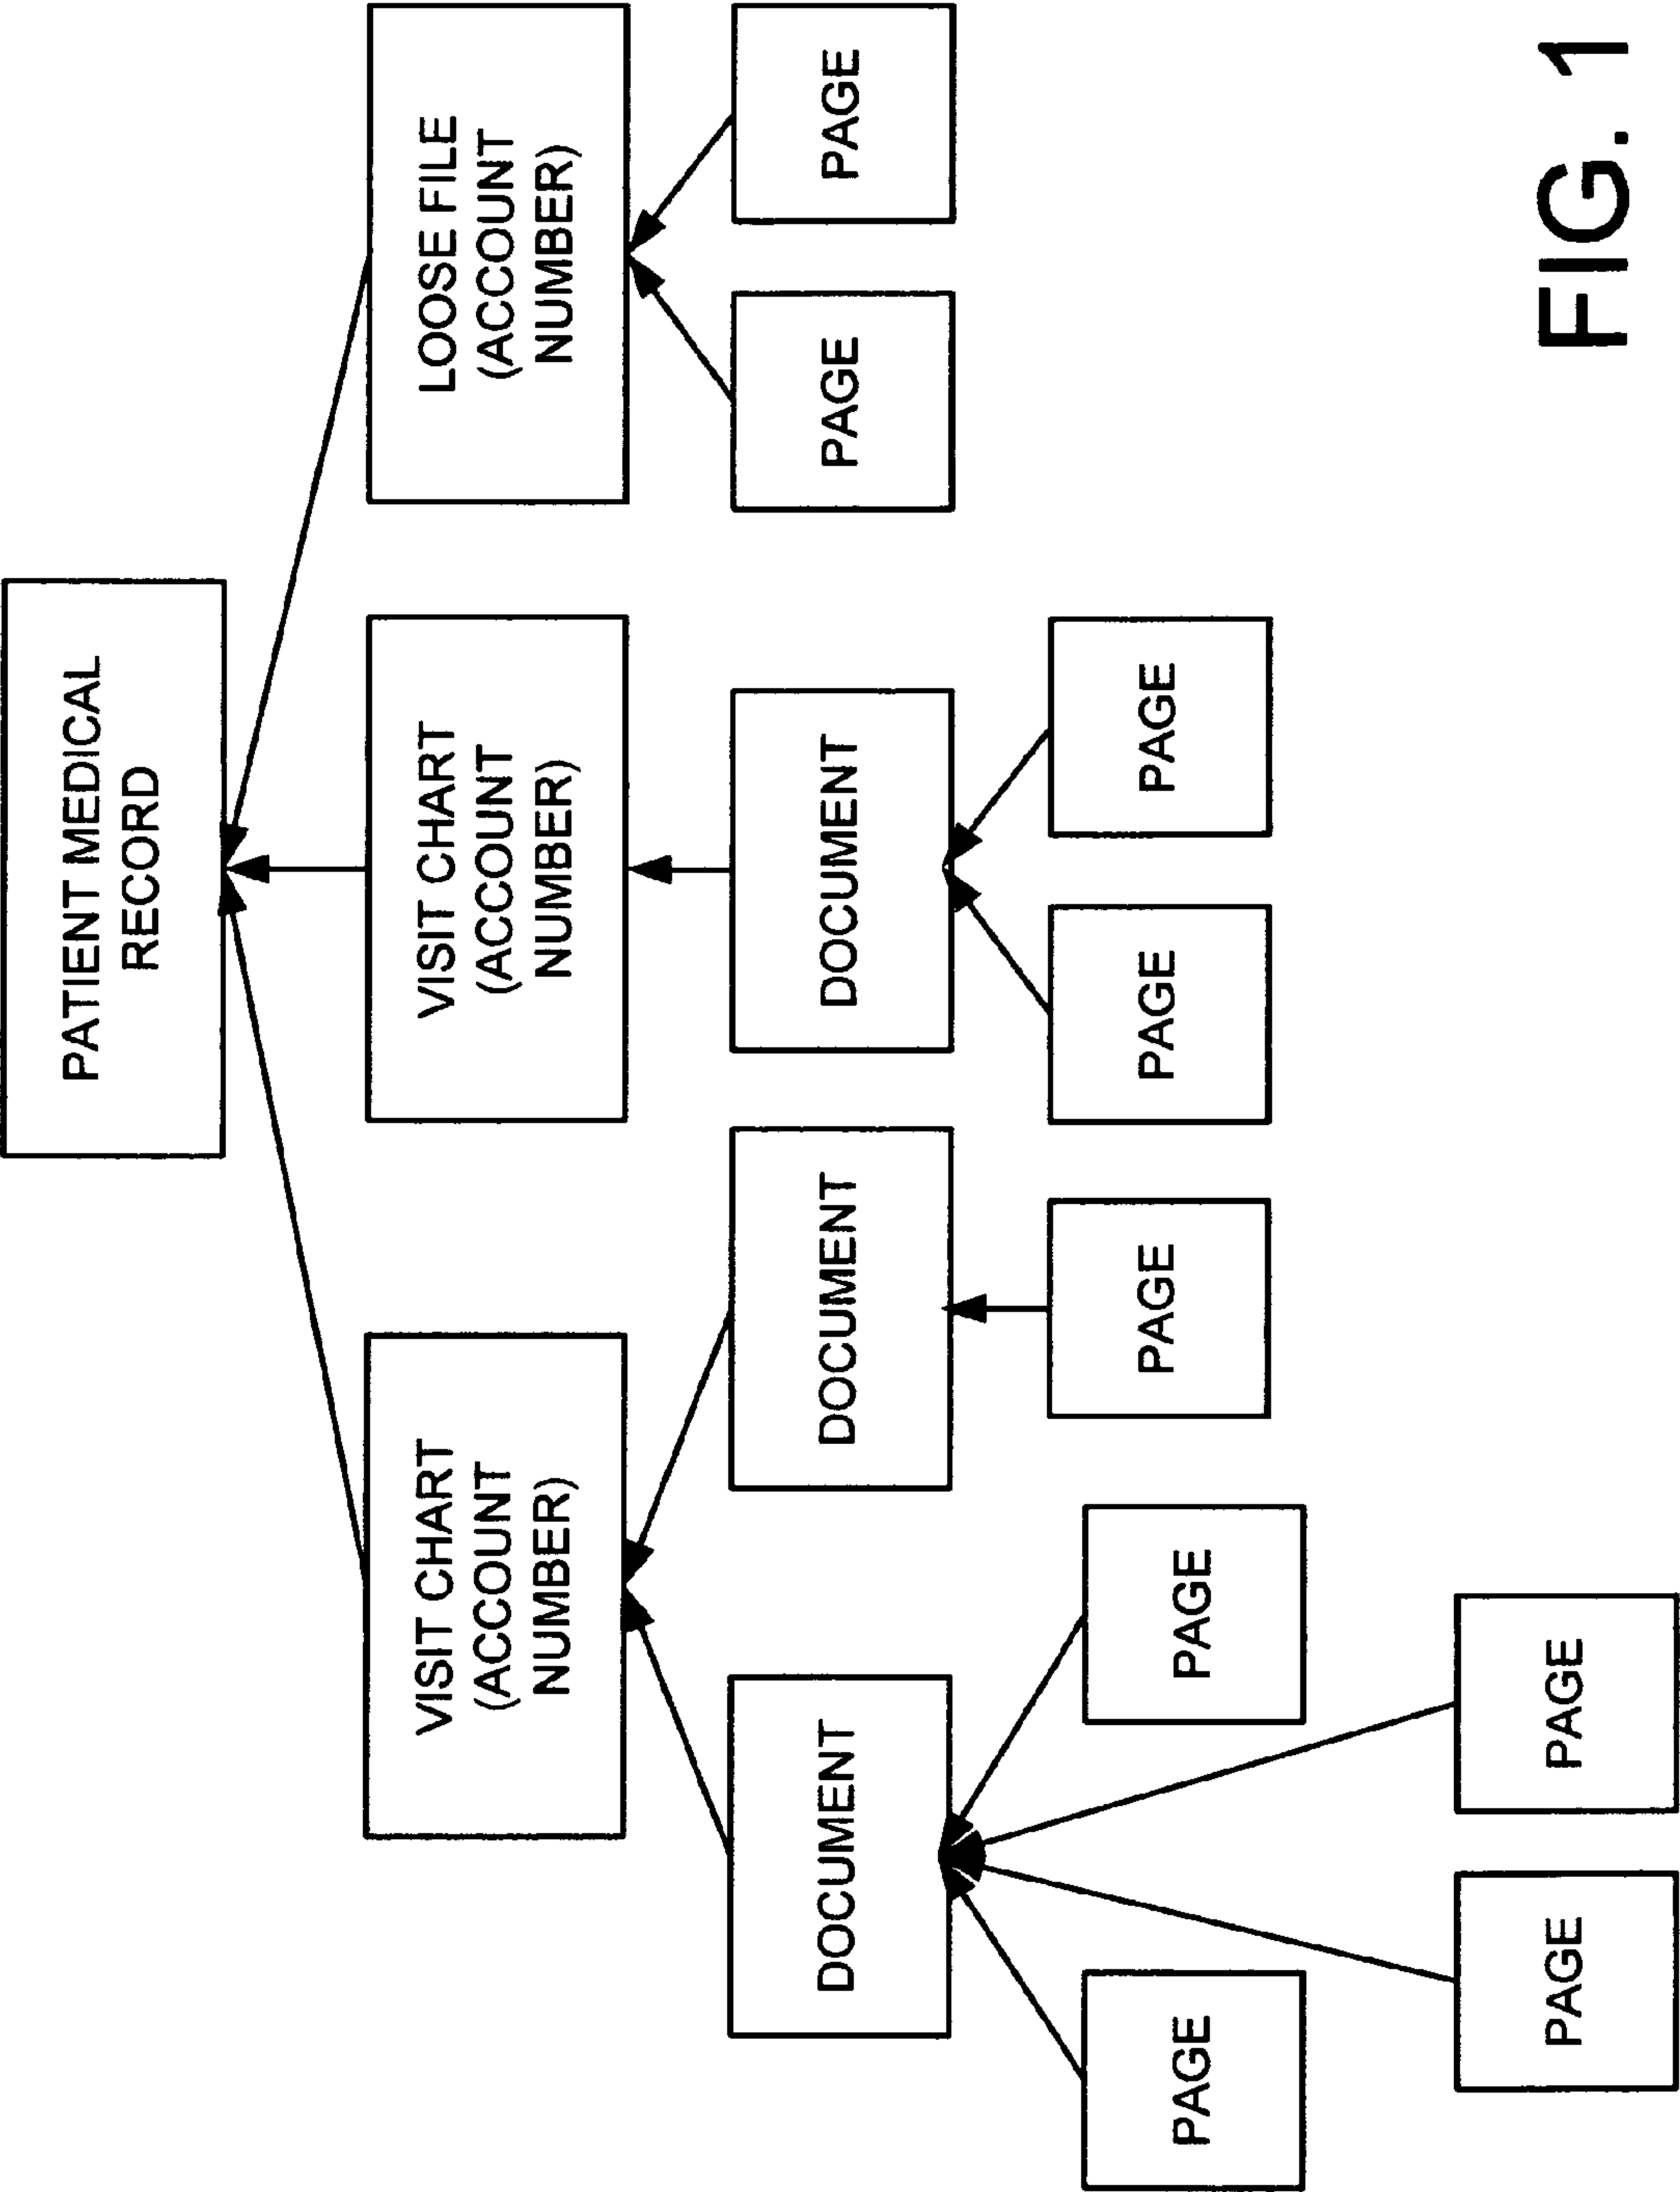 PATIENT MEDICAL
RECORD
VISIT CHART
(ACCOUNT
NUMBER)
VISIT CHART
(ACCOUNT
NUMBER)
LOOSE FILE
(ACCOUNT
NUMBER)
DOCUMENT
DOCUMENT
DOCUMENT
PAGE
PAGE
PAGE
PAGE
PAGE
PAGE
PAGE
PAGE
PAGE
FIG. 1